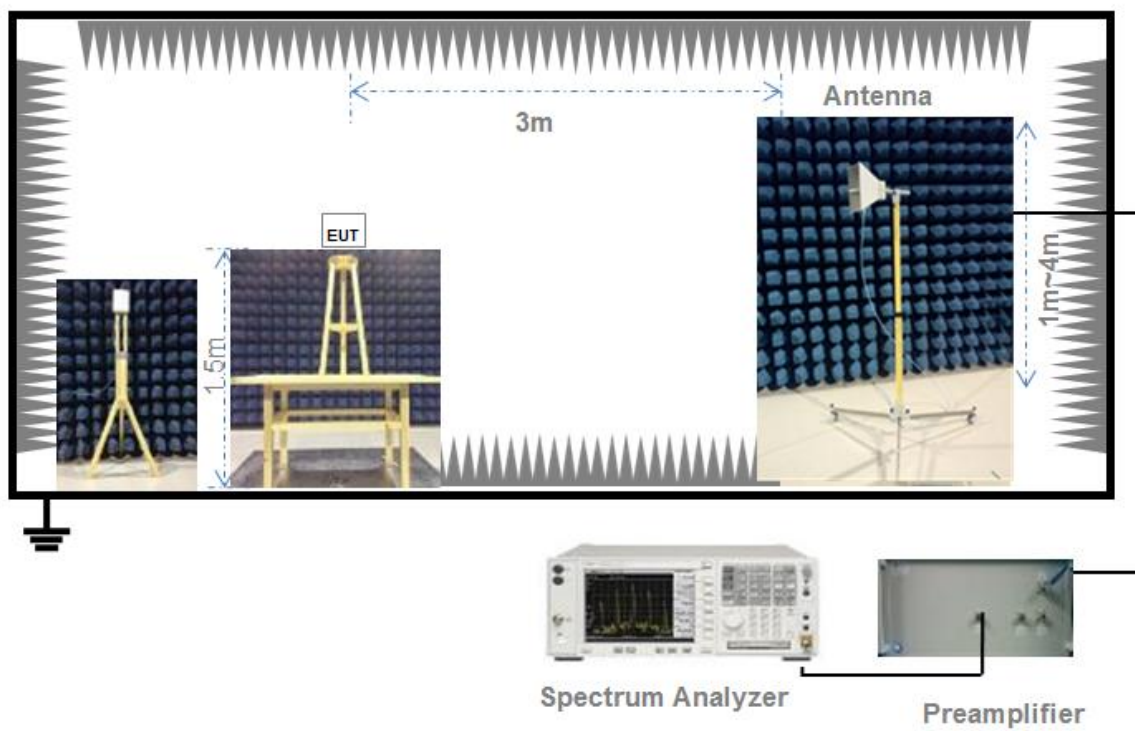 Antenna
3m
EUT
1.5m
1m~4m
Spectrum Analyzer
Preamplifier